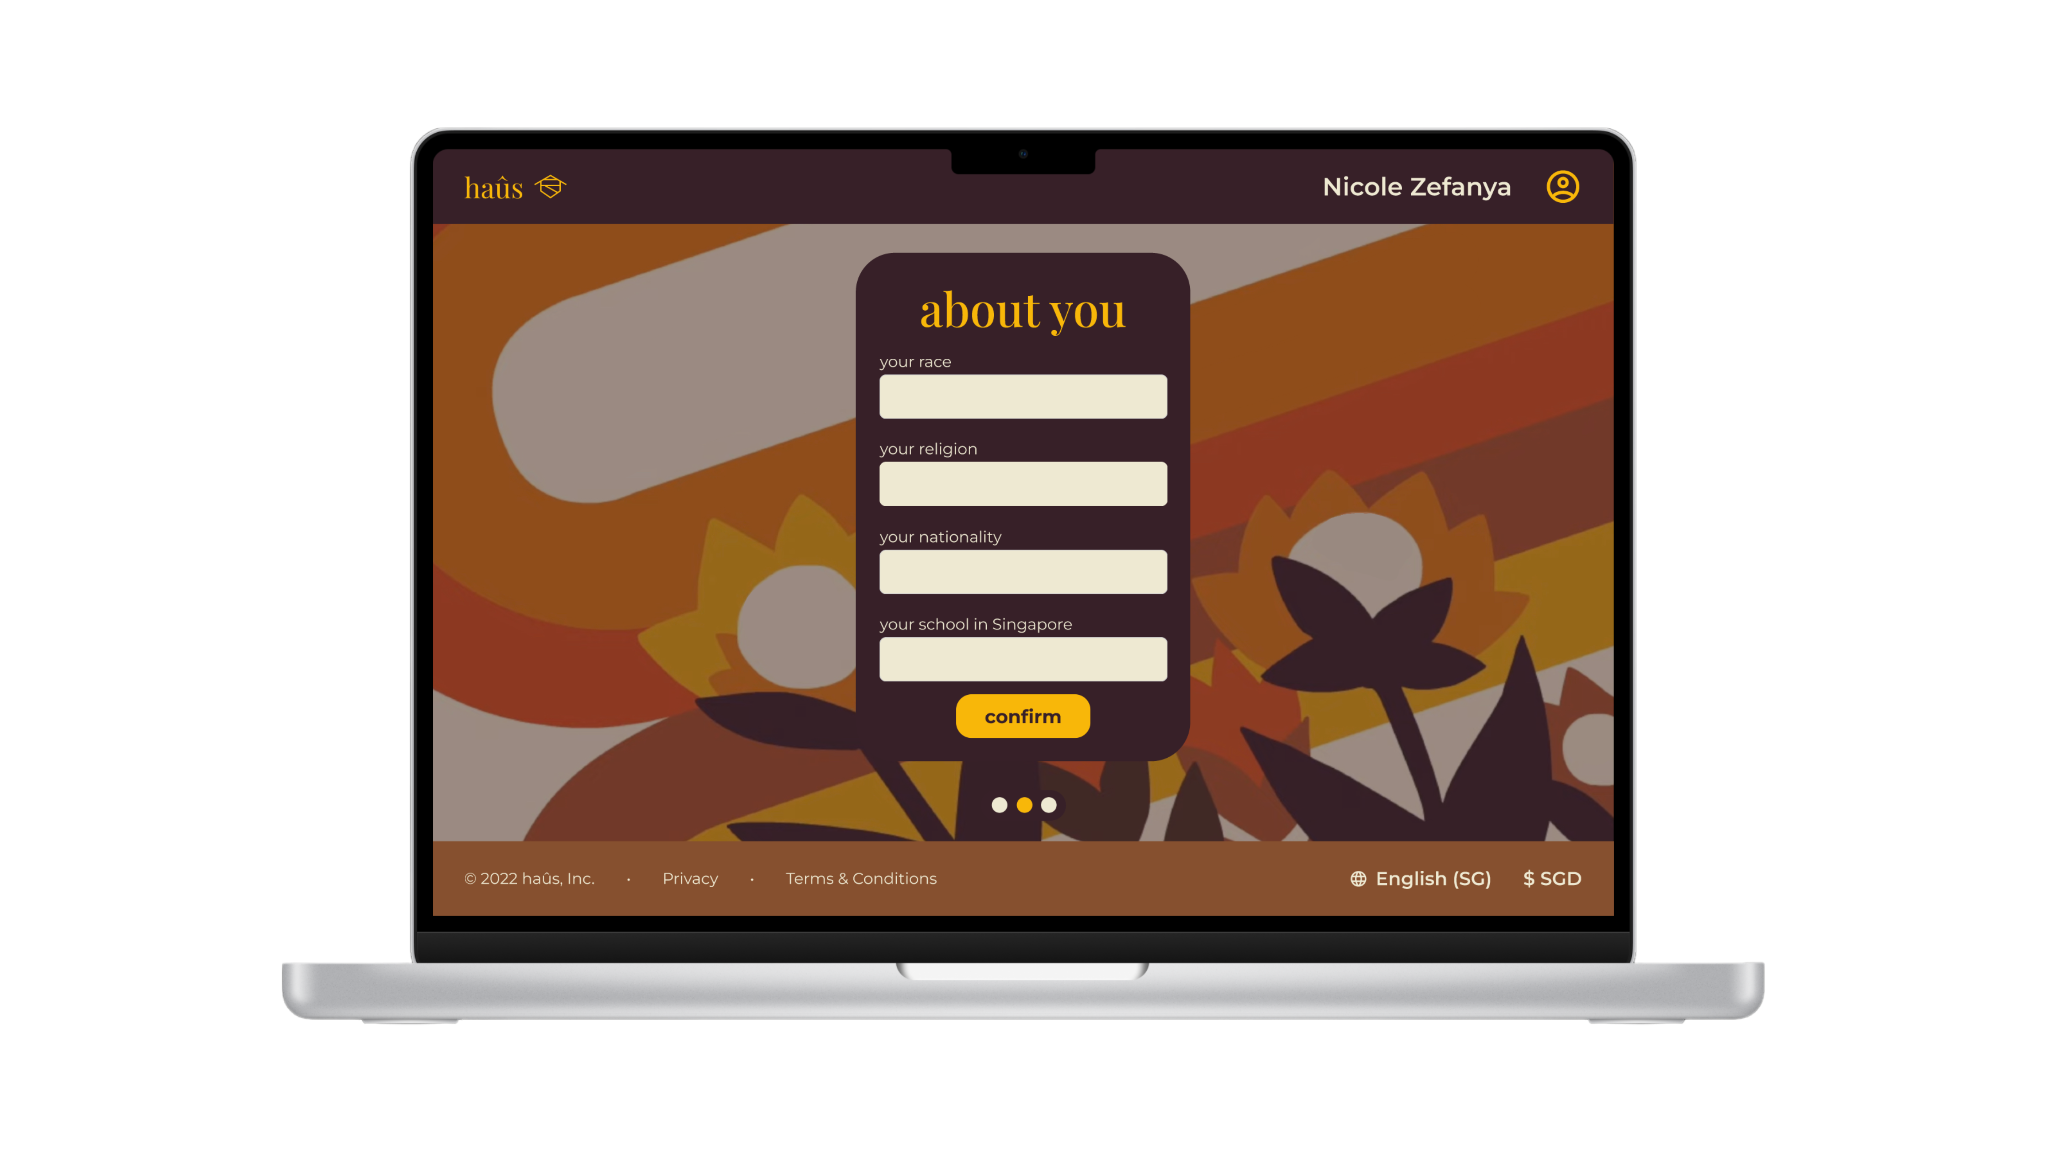 haûs
Nicole Zefanya
about you
your race
your religion
your nationality
your school in Singapore
confirm
© 2022 haûs, Inc. • Privacy • Terms & Conditions
English (SG) $ SGD